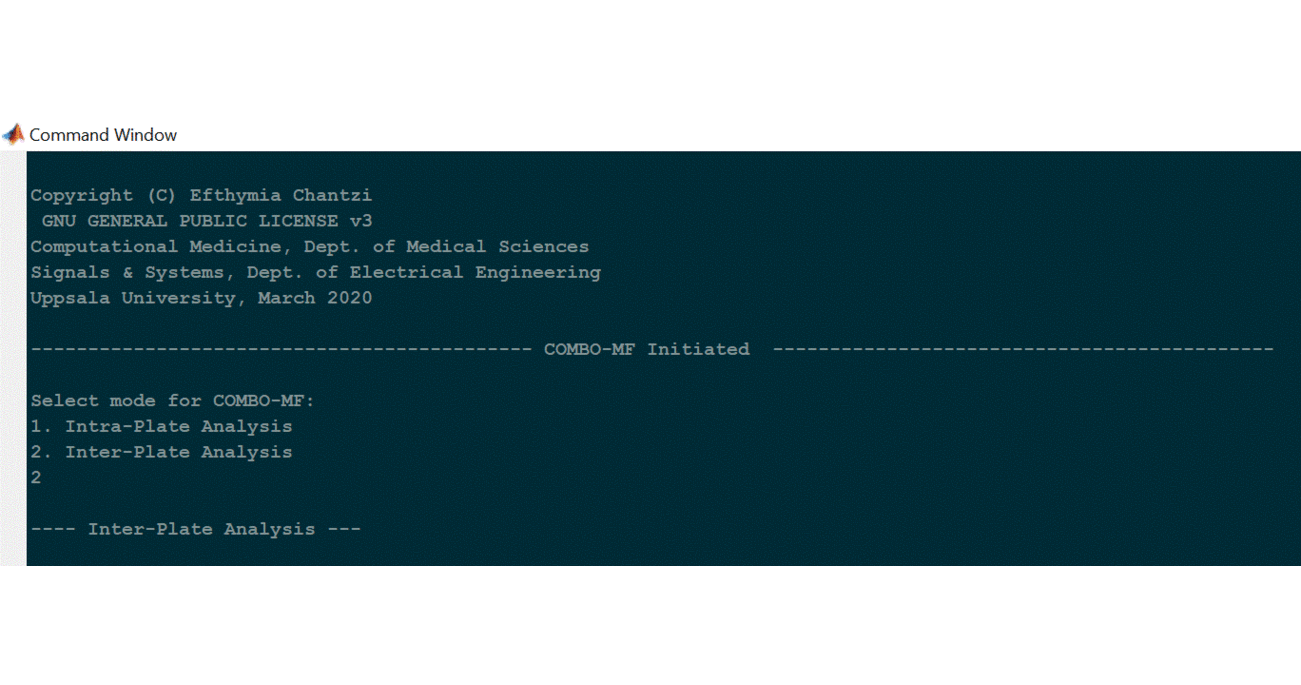 Command Window
Copyright (C) Efthymia Chantzi
GNU GENERAL PUBLIC LICENSE v3
Computational Medicine, Dept. of Medical Sciences
Signals & Systems, Dept. of Electrical Engineering
Uppsala University, March 2020
-------------------------------------------- COMBO-MF Initiated  --------------------------------------------
Select mode for COMBO-MF:
1. Intra-Plate Analysis
2. Inter-Plate Analysis
2
---- Inter-Plate Analysis ---